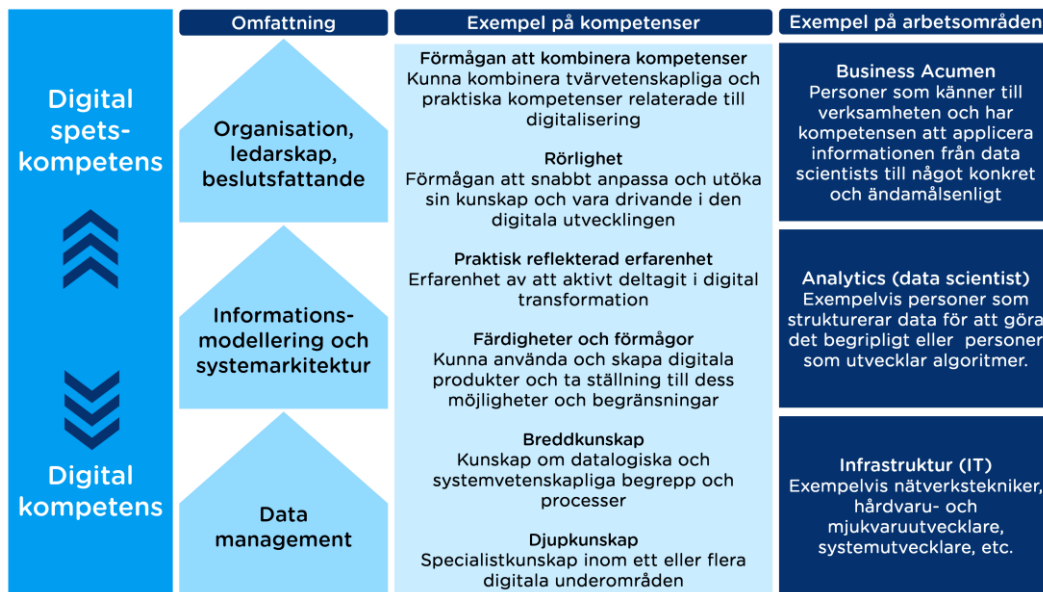 Omfattning
Exempel på kompetenser
Exempel på arbetsområden
Digital
spets-
kompetens
Digital
kompetens
Organisation,
ledarskap,
beslutsfattande
Informations-
modellering och
systemarkitektur
Data
management
Förmågan att kombinera kompetenser
Kunna kombinera tvärvetenskapliga och
praktiska kompetenser relaterade till
digitalisering
Rörlighet
Förmågan att snabbt anpassa och utöka
sin kunskap och vara drivande i den
digitala utvecklingen
Praktisk reflekterad erfarenhet
Erfarenhet av att aktivt deltagit i digital
transformation
Färdigheter och förmågor
Kunna använda och skapa digitala
produkter och ta ställning till dess
möjligheter och begränsningar
Breddkunskap
Kunskap om datalogiska och
systemvetenskapliga begrepp och
processer
Djupkunskap
Specialistkunskap inom ett eller flera
digitala underområden
Business Acumen
Personer som känner till
verksamheten och har
kompetensen att applicera
informationen från data
scientists till något konkret
och ändamålsenligt
Analytics (data scientist)
Exempelvis personer som
strukturerar data för att göra
det begripligt eller personer
som utvecklar algoritmer.
Infrastruktur (IT)
Exempelvis nätverkstekniker,
hårdvaru- och
mjukvaruutvecklare,
systemutvecklare, etc.